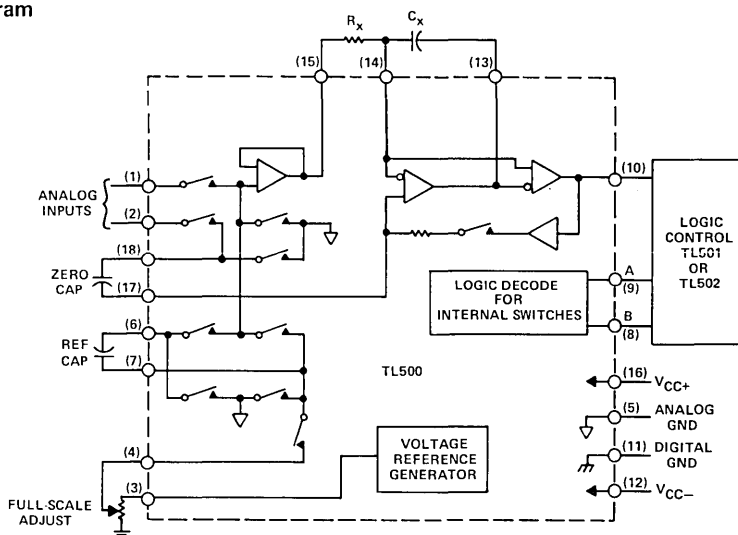 ram
Rx
Cx
(15)
(14)
(13)
(1)
ANALOG
INPUTS
(2)
(18)
ZERO
CAP
(17)
(6)
REF
CAP
(7)
(4)
(3)
FULL-SCALE
ADJUST
(10)
LOGIC
CONTROL
TL501
OR
TL502
LOGIC DECODE
FOR
INTERNAL SWITCHES
A
(9)
B
(8)
TL500
VOLTAGE
REFERENCE
GENERATOR
(16)
VCC+
(5) ANALOG
GND
(11) DIGITAL
GND
(12) VCC−